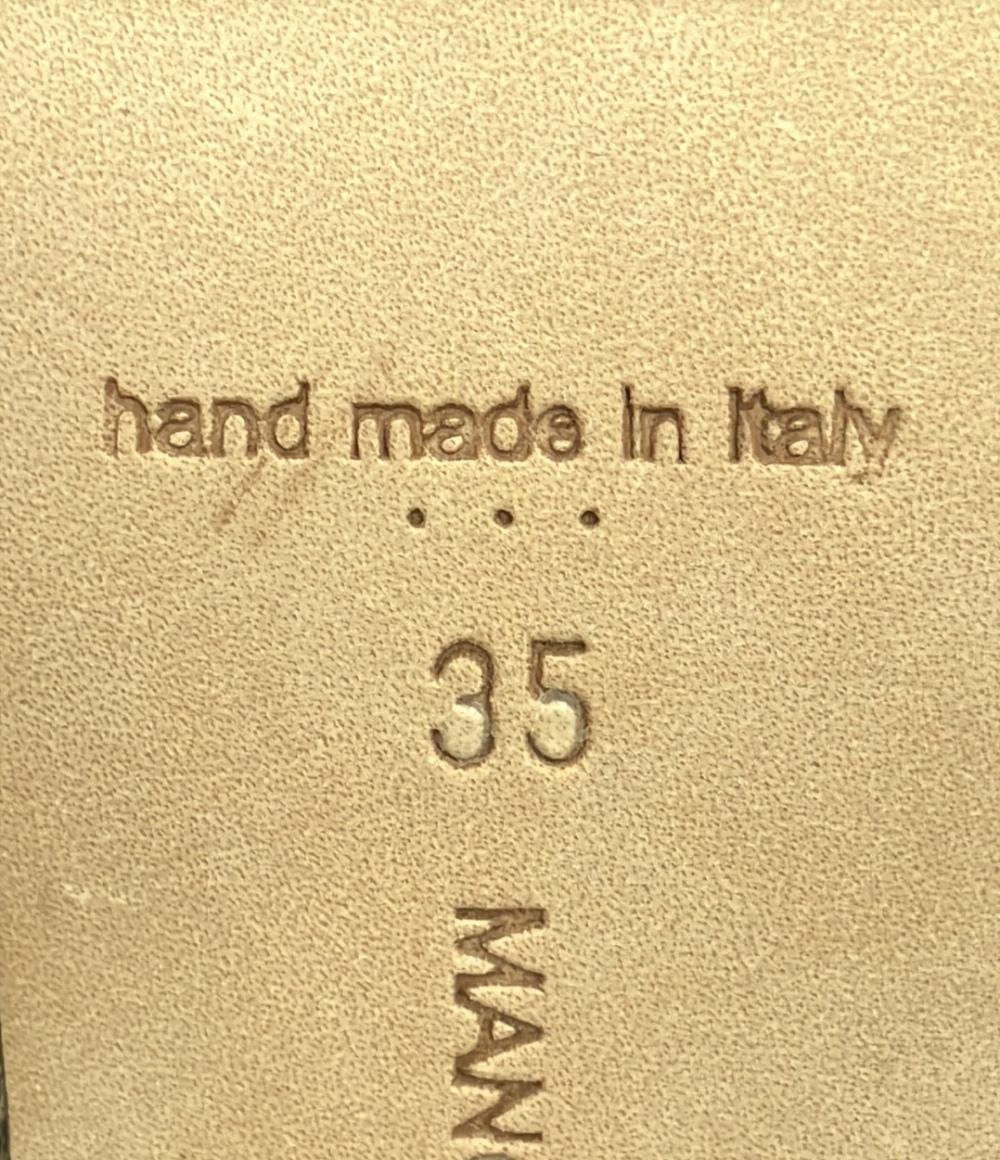 hand made in Italy
• • •
35
MAN